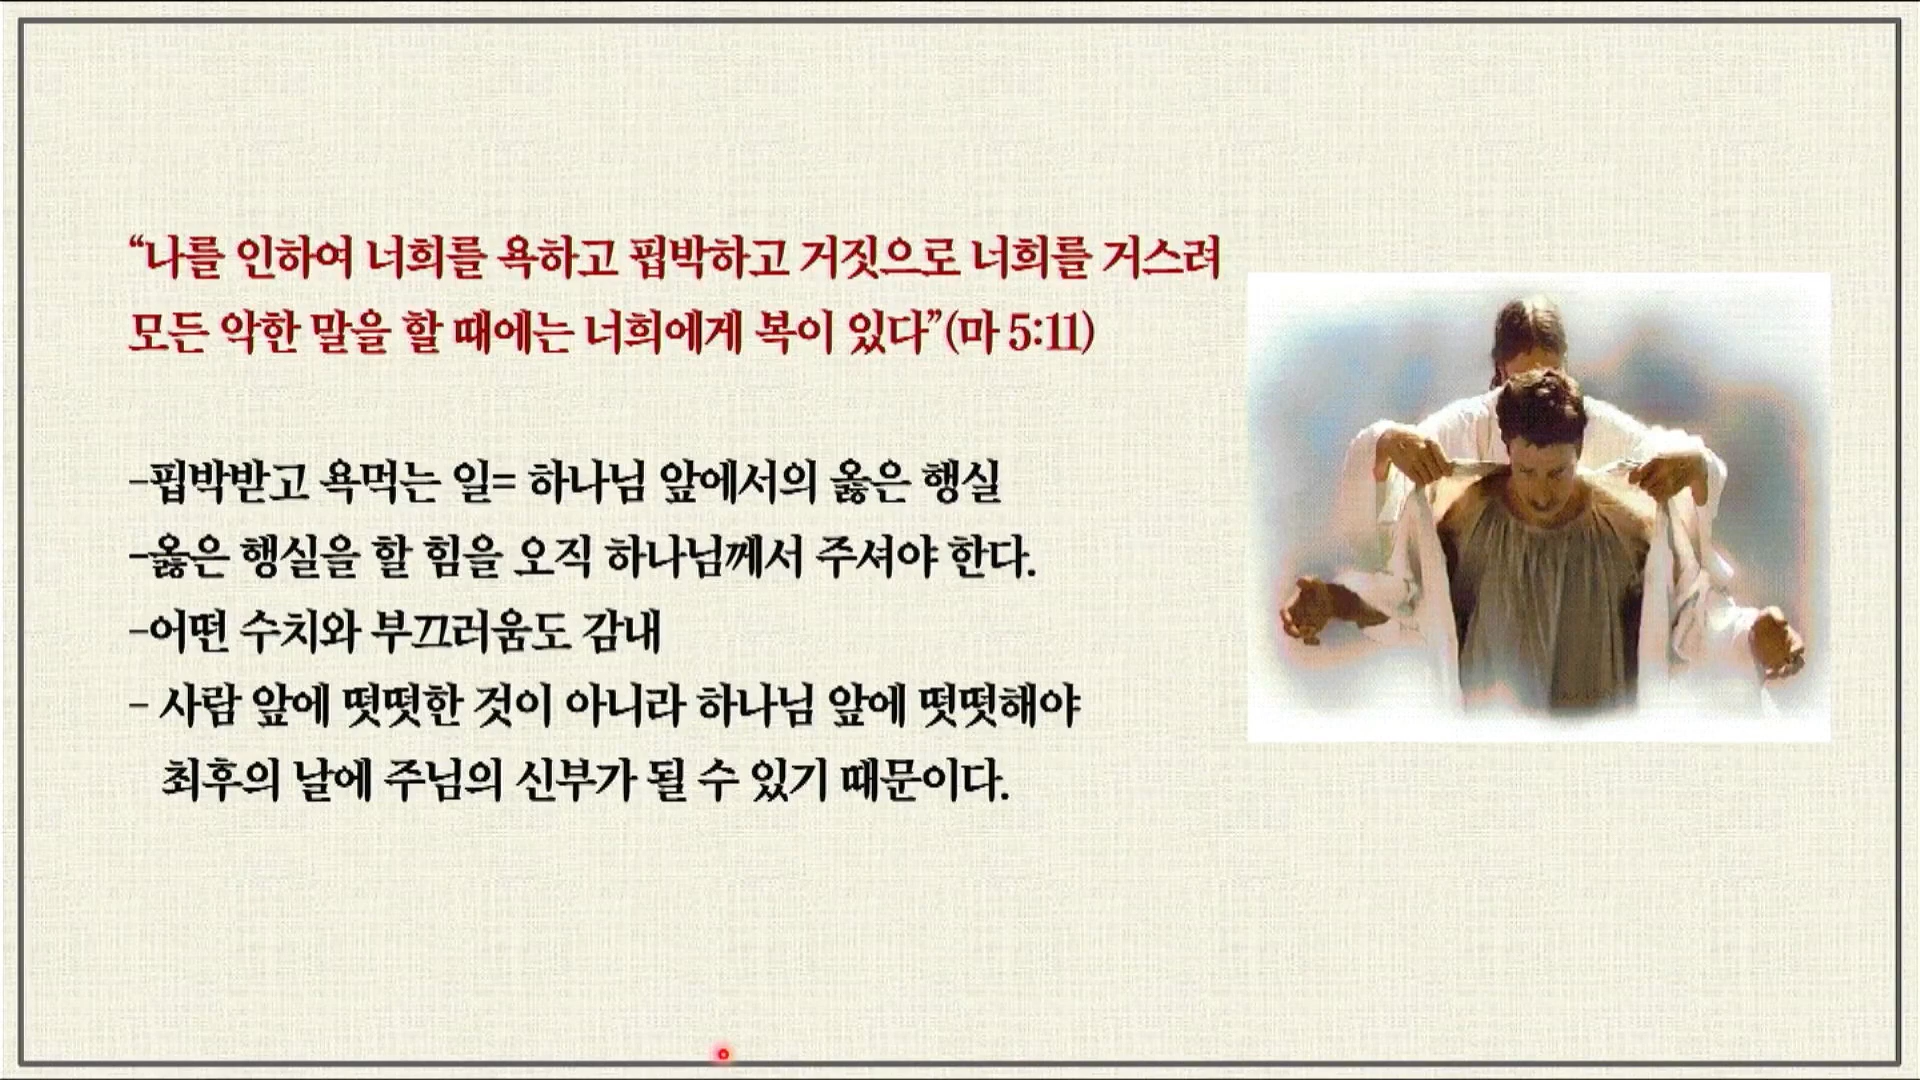 “나를 인하여 너희를 욕하고 핍박하고 거짓으로 너희를 거스려
모든 악한 말을 할 때에는 너희에게 복이 있다”(마 5:11)
-핍박받고 욕먹는 일= 하나님 앞에서의 옳은 행실
-옳은 행실을 할 힘을 오직 하나님께서 주셔야 한다.
-어떤 수치와 부끄러움도 감내
- 사람 앞에 떳떳한 것이 아니라 하나님 앞에 떳떳해야
최후의 날에 주님의 신부가 될 수 있기 때문이다.